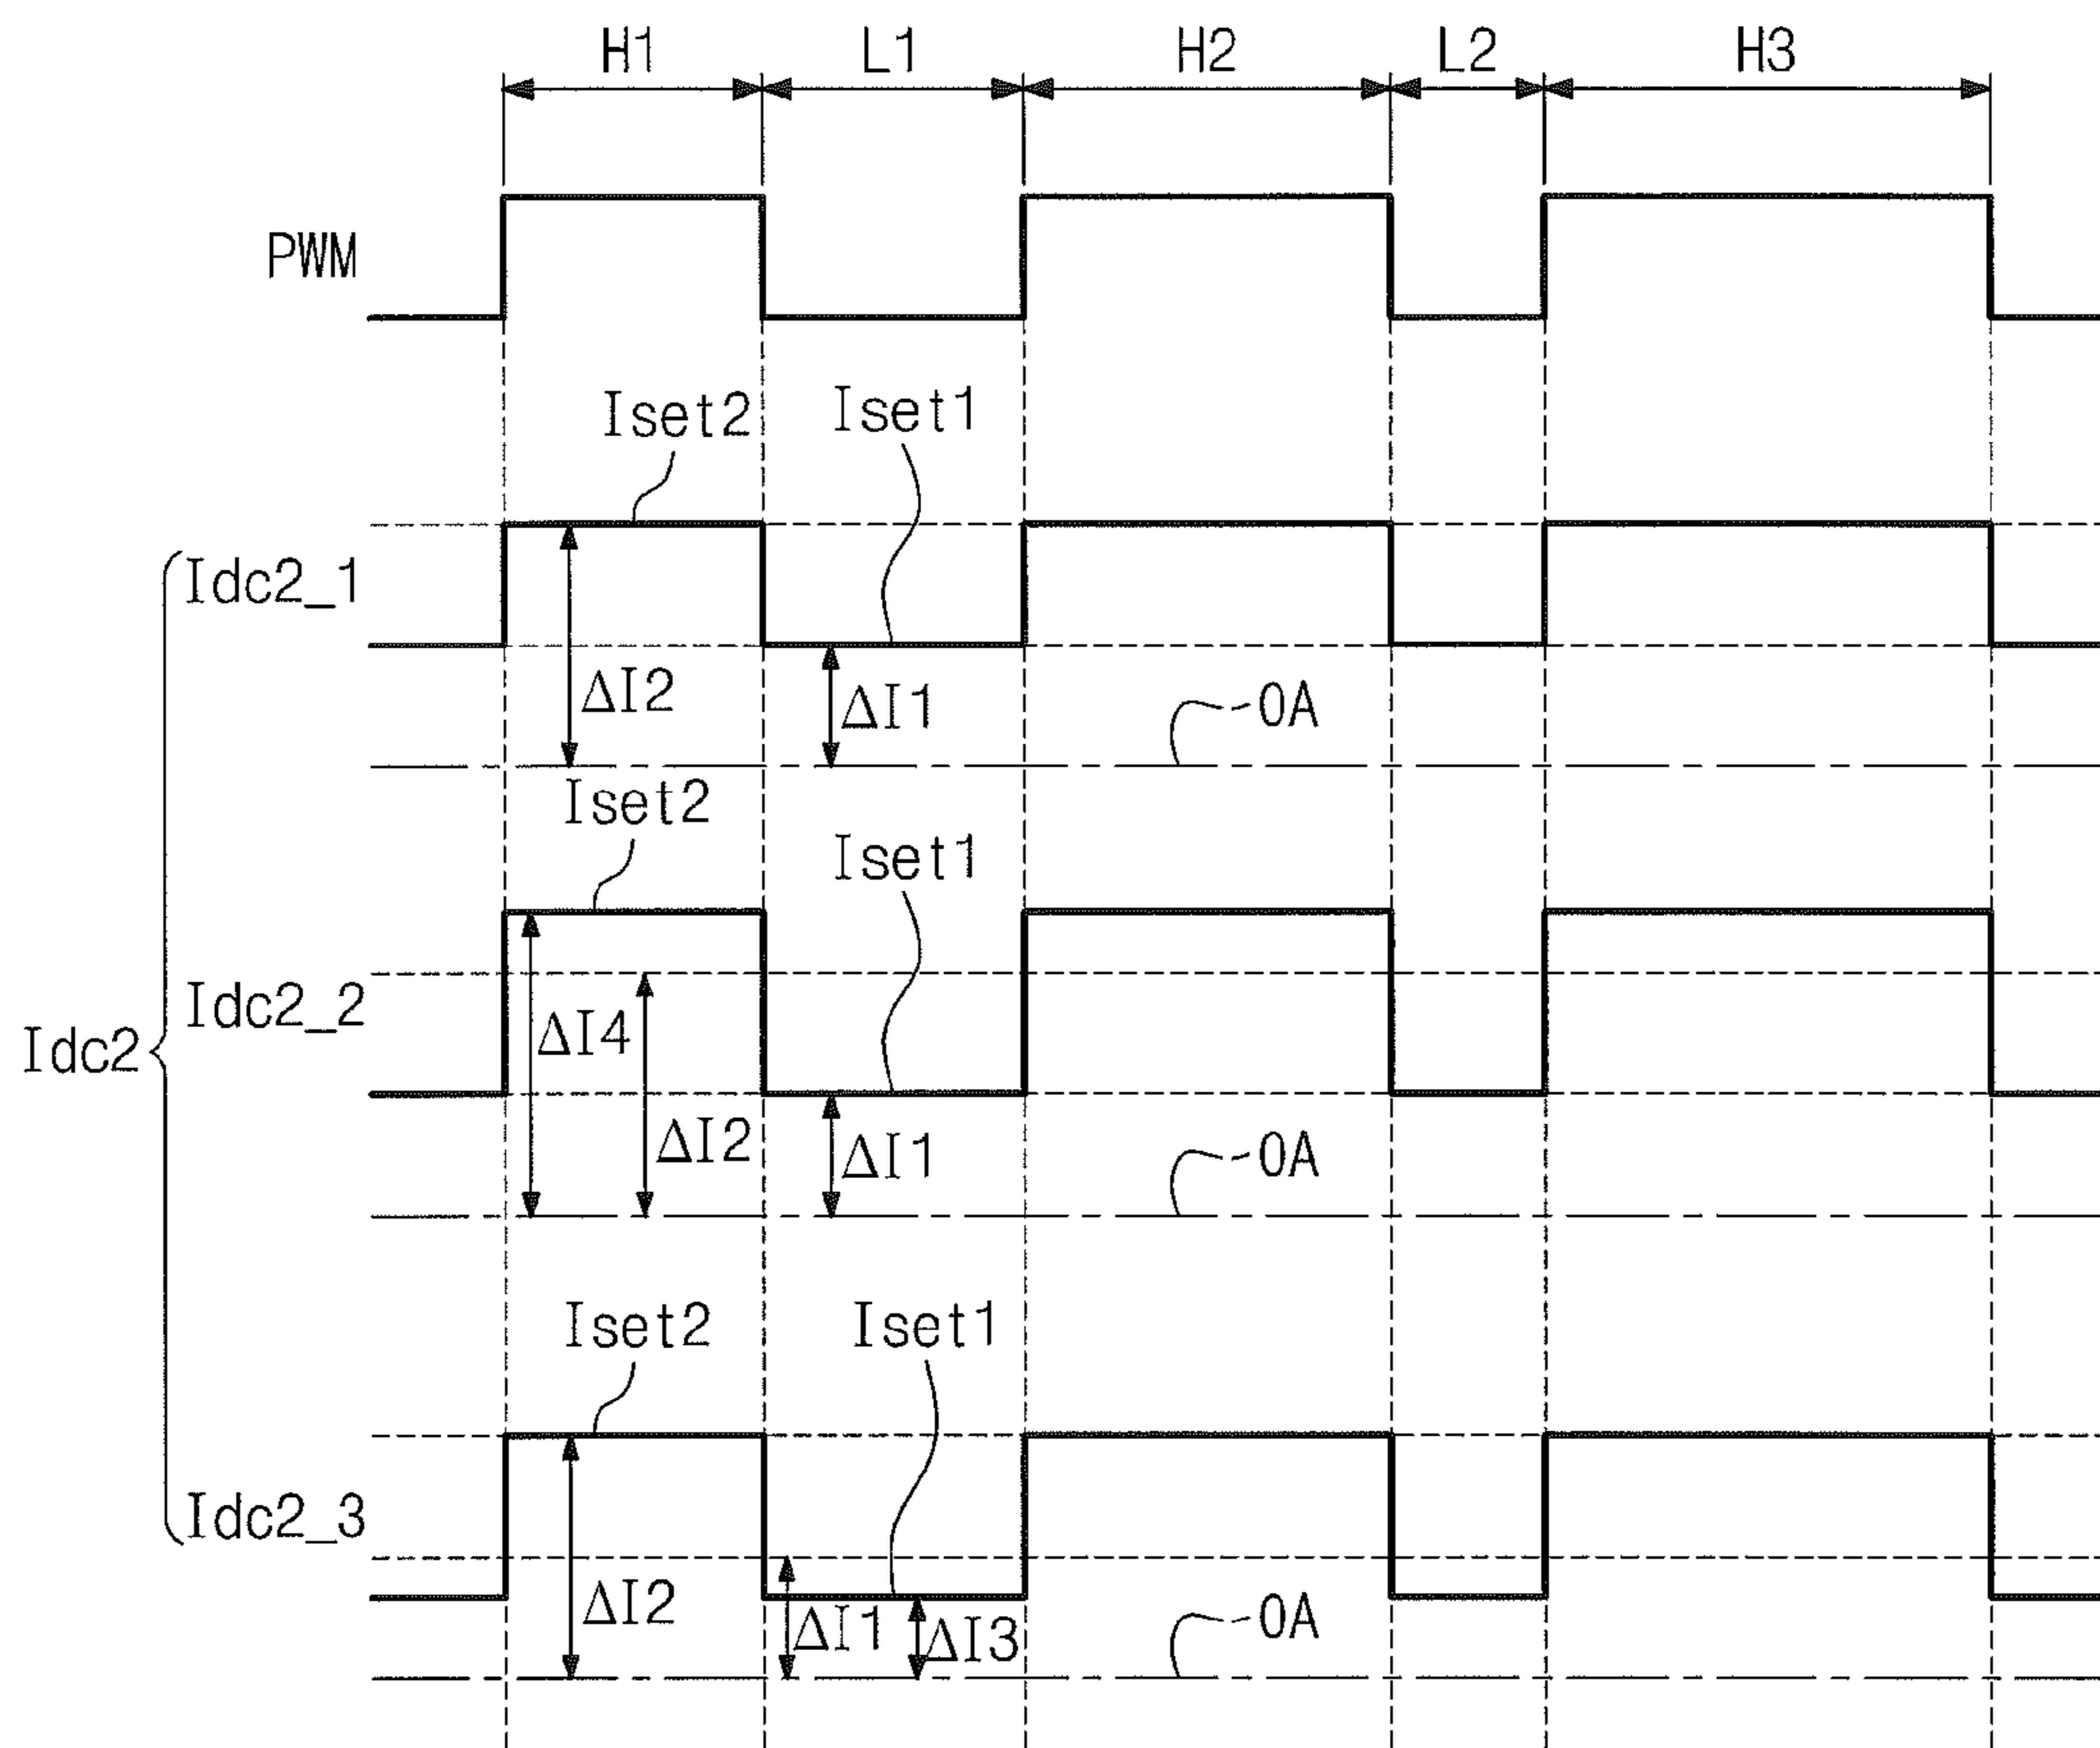 H1 L1 H2 L2 H3
PWM
Iset2 Iset1
Idc2_1
ΔI2 ΔI1 0A
Iset2 Iset1
Idc2_2
Idc2
ΔI4 ΔI2 ΔI1 0A
Iset2 Iset1
Idc2_3
ΔI2 ΔI1 ΔI3 0A